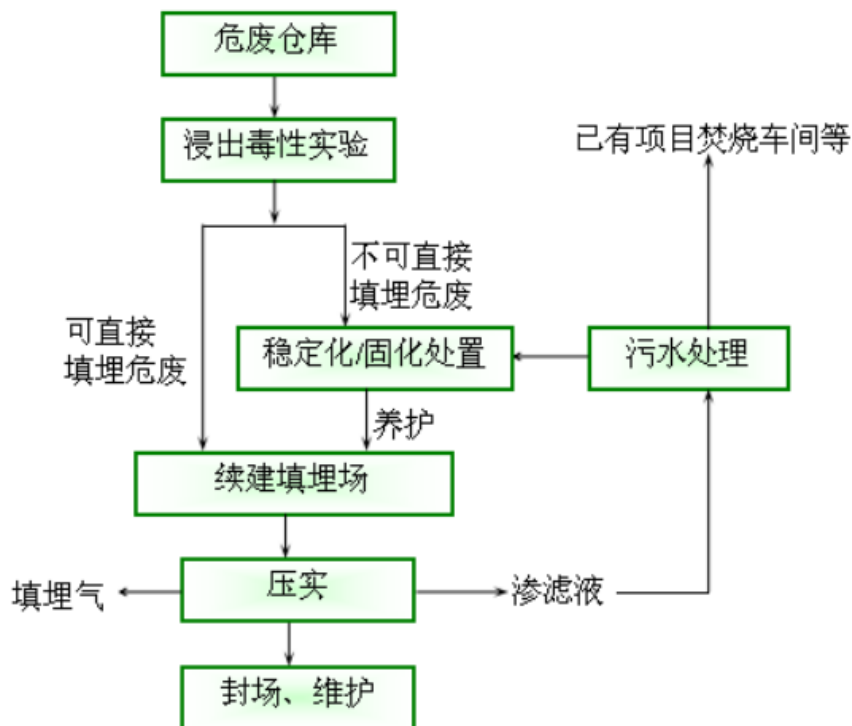 危废仓库
浸出毒性实验
已有项目焚烧车间等
不可直接
填埋危废
可直接
填埋危废
稳定化/固化处置
污水处理
养护
续建填埋场
压实
填埋气
渗滤液
封场、维护